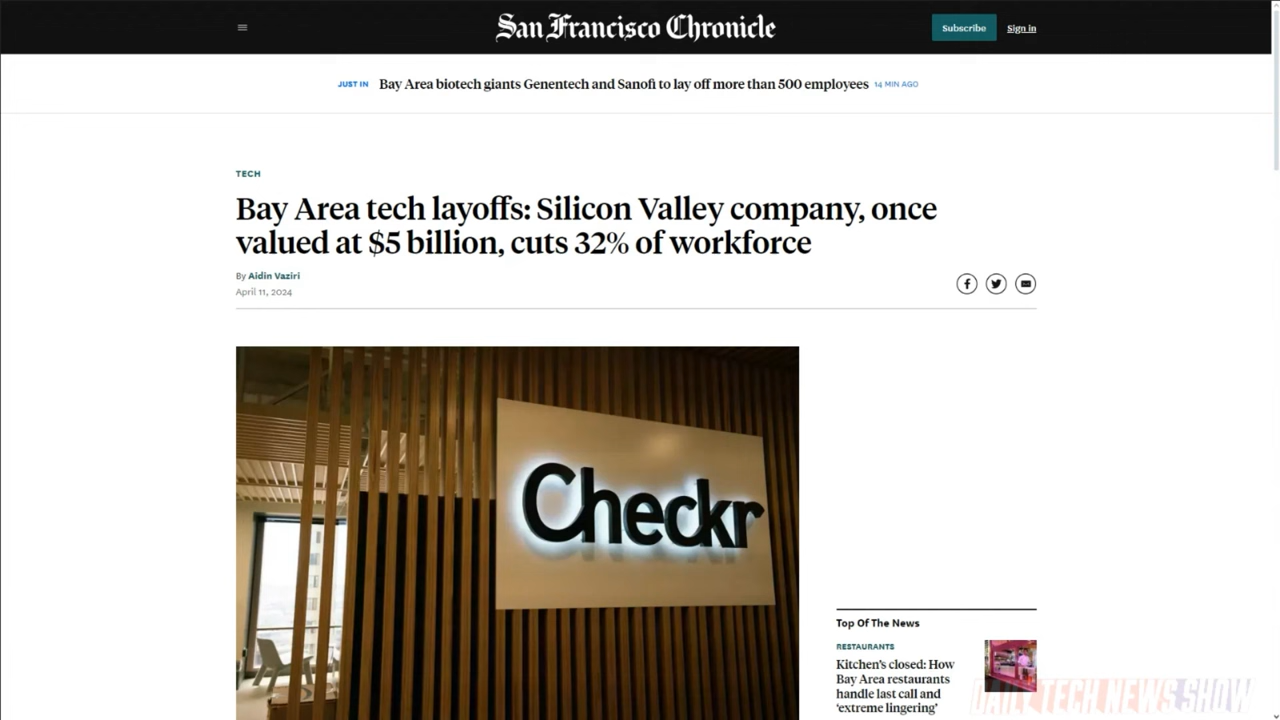 San Francisco Chronicle
Subscribe
Sign in
JUST IN Bay Area biotech giants Genentech and Sanofi to lay off more than 500 employees 14 MIN AGO
TECH
Bay Area tech layoffs: Silicon Valley company, once
valued at $5 billion, cuts 32% of workforce
By Aidin Vaziri
April 11, 2024
Checkr
Top Of The News
RESTAURANTS
Kitchen's closed: How
Bay Area restaurants
handle last call and
'extreme lingering'
DAILY TECH NEWS SHOW